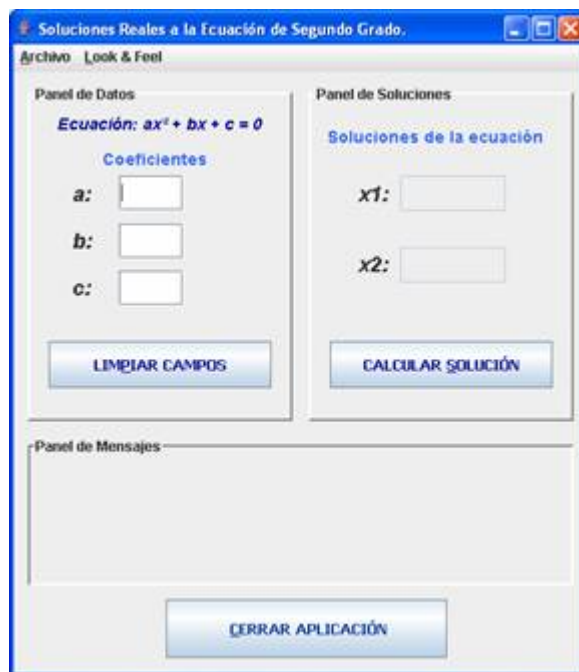 Soluciones Reales a la Ecuación de Segundo Grado.
Archivo Look & Feel
Panel de Datos
Ecuación: ax² + bx + c = 0
Coeficientes
a:
b:
c:
LIMPIAR CAMPOS
Panel de Soluciones
Soluciones de la ecuación
x1:
x2:
CALCULAR SOLUCIÓN
Panel de Mensajes
CERRAR APLICACIÓN